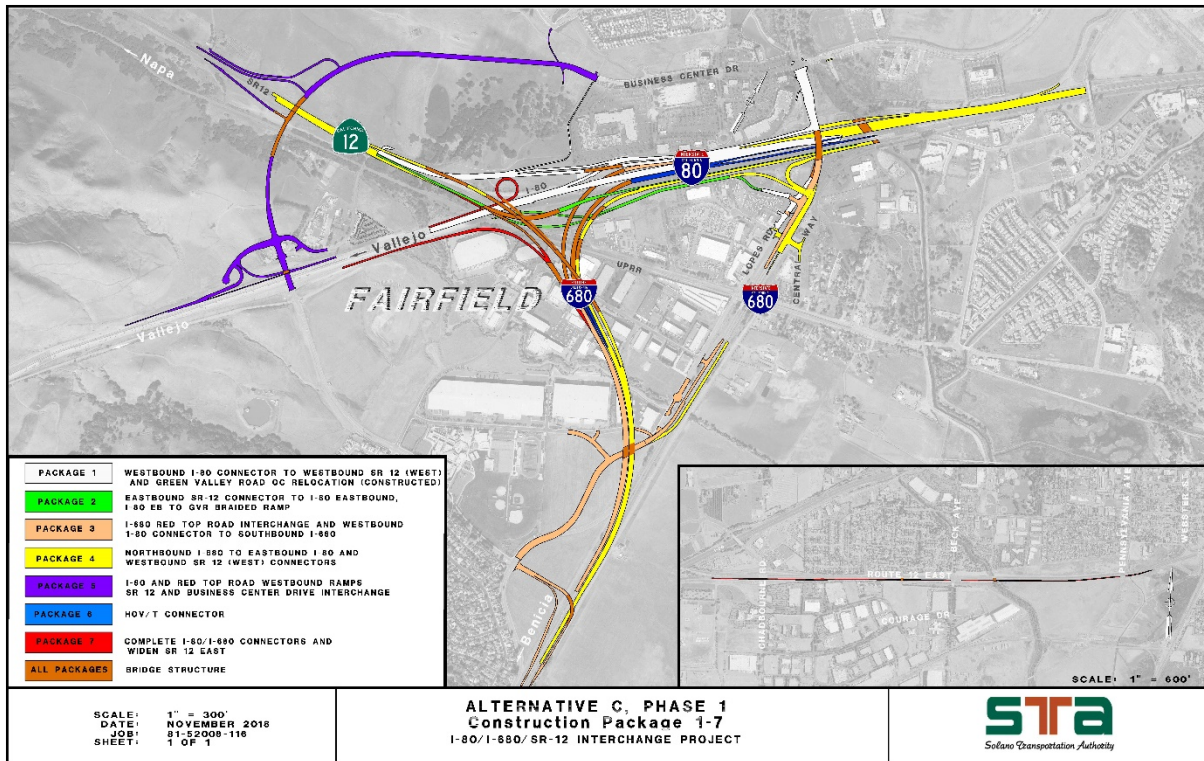 Napa
SR12
BUSINESS CENTER DR
CALIFORNIA
12
INTERSTATE
80
I-80
Vallejo
UPRR
LOPES RD
CENTRAL WAY
FAIRFIELD
680
680
Vallejo
Benicia
PACKAGE 1 WESTBOUND I-80 CONNECTOR TO WESTBOUND SR 12 (WEST)
AND GREEN VALLEY ROAD OC RELOCATION (CONSTRUCTED)
PACKAGE 2 EASTBOUND SR-12 CONNECTOR TO I-80 EASTBOUND,
I-80 EB TO GVR BRAIDED RAMP
PACKAGE 3 I-680 RED TOP ROAD INTERCHANGE AND WESTBOUND
I-80 CONNECTOR TO SOUTHBOUND I-680
PACKAGE 4 NORTHBOUND I-680 TO EASTBOUND I-80 AND
WESTBOUND SR 12 (WEST) CONNECTORS
PACKAGE 5 I-80 AND RED TOP ROAD WESTBOUND RAMPS
SR 12 AND BUSINESS CENTER DRIVE INTERCHANGE
PACKAGE 6 HOV/T CONNECTOR
PACKAGE 7 COMPLETE I-80/I-680 CONNECTORS AND
WIDEN SR 12 EAST
ALL PACKAGES BRIDGE STRUCTURE
CHADBOURNE RD
ROUTE 12 EAST
BECK AVE
PENNSYLVANIA AVE
WEBSTER ST
COURAGE DR
SCALE: 1" = 600'
SCALE: 1" = 300'
DATE: NOVEMBER 2018
JOB: 81-52008-116
SHEET: 1 OF 1
ALTERNATIVE C, PHASE 1
Construction Package 1-7
I-80/I-680/SR-12 INTERCHANGE PROJECT
STa
Solano Transportation Authority